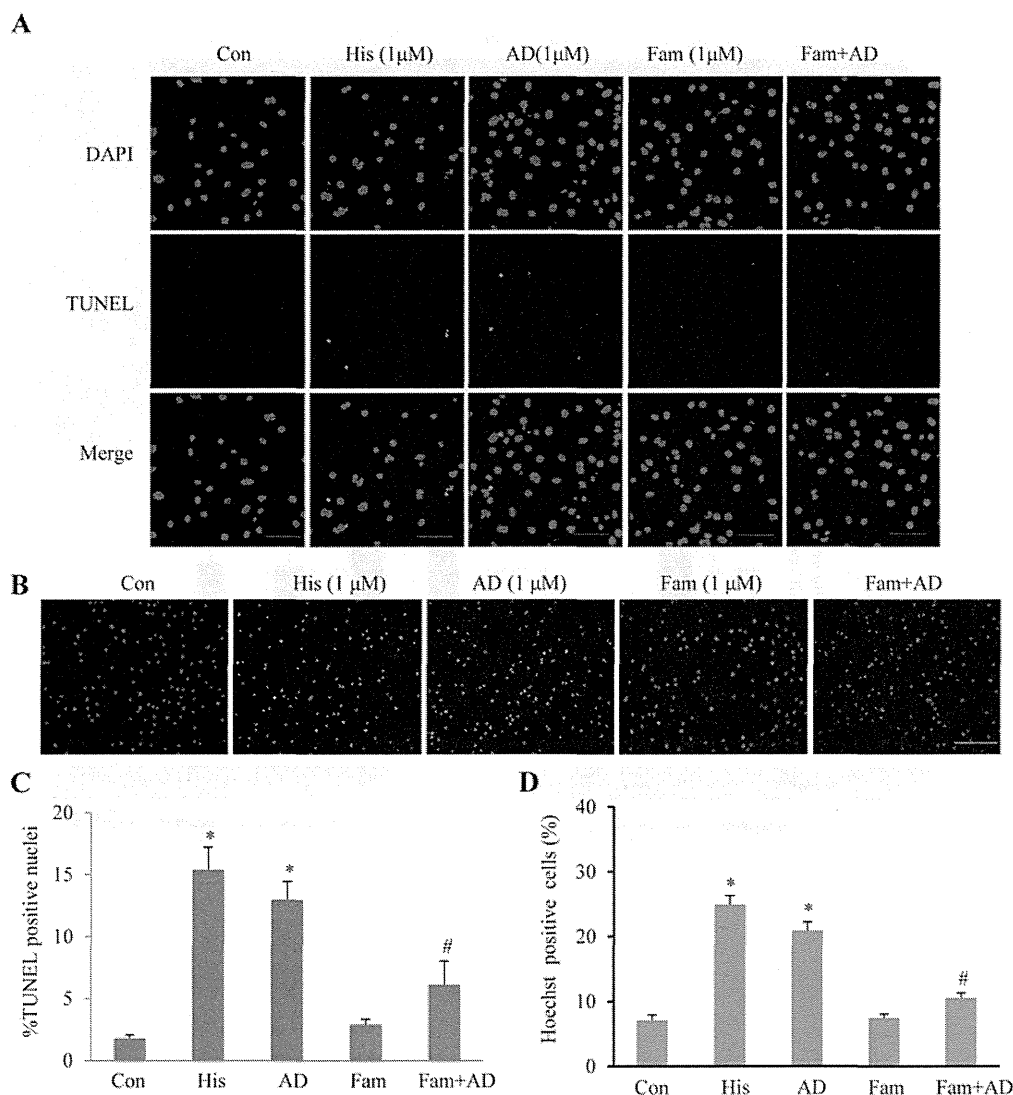 A
Con His (1μM) AD(1μM) Fam (1μM) Fam+AD
DAPI
TUNEL
Merge
B
Con His (1 μM) AD (1 μM) Fam (1 μM) Fam+AD
C
%TUNEL positive nuclei
20
15
10
5
0
* * #
Con His AD Fam Fam+AD
D
Hoechst positive cells (%)
40
30
20
10
0
* * #
Con His AD Fam Fam+AD